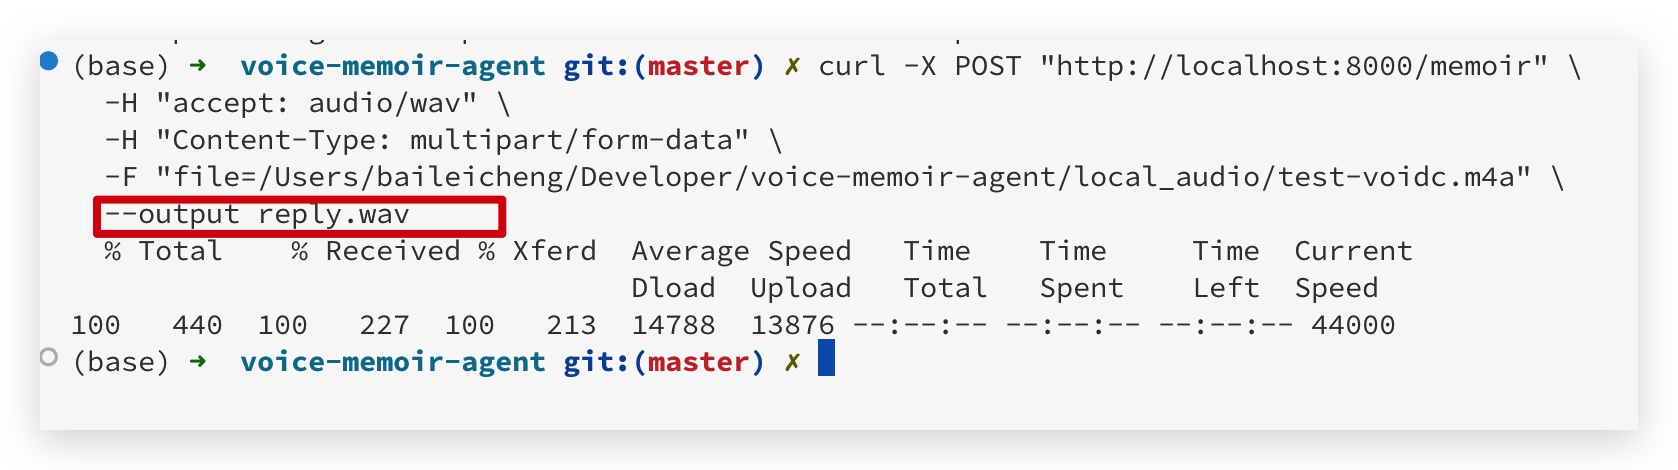 (base) ➜ voice-memoir-agent git:(master) ✗ curl -X POST "http://localhost:8000/memoir" \
-H "accept: audio/wav" \
-H "Content-Type: multipart/form-data" \
-F "file=/Users/baileicheng/Developer/voice-memoir-agent/local_audio/test-voidc.m4a" \
--output reply.wav
% Total % Received % Xferd Average Speed Time Time Time Current
Dload Upload Total Spent Left Speed
100 440 100 227 100 213 14788 13876 --:--:-- --:--:-- --:--:-- 44000
(base) ➜ voice-memoir-agent git:(master) ✗